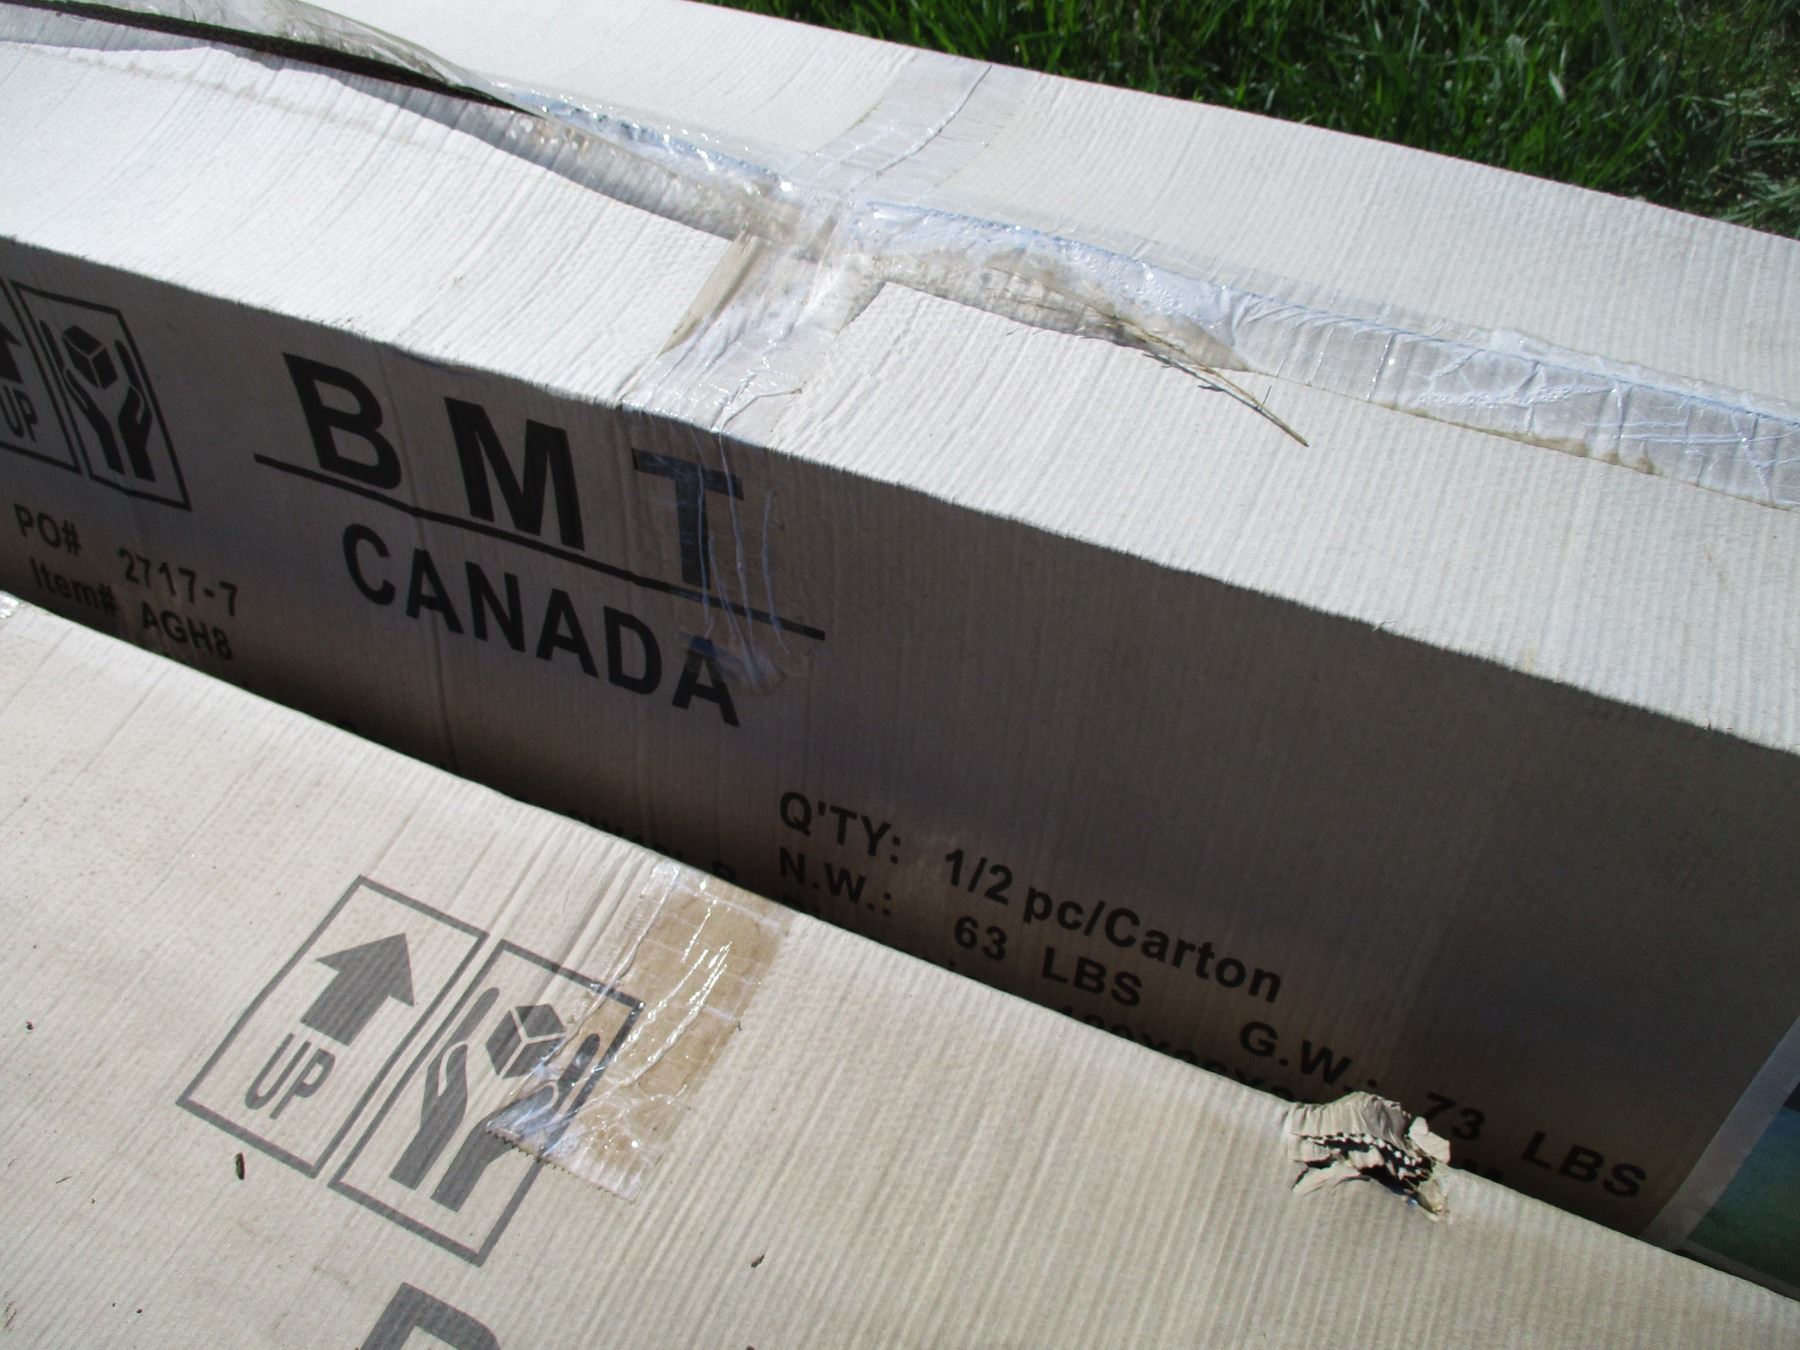 UP
BMT
CANADA
PO# 2717-7
Item# AGH8
Q'TY: 1/2 pc/Carton
N.W.: 63 LBS G.W.: 73 LBS
UP